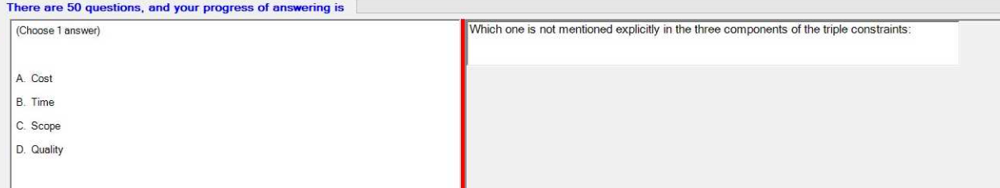 There are 50 questions, and your progress of answering is
(Choose 1 answer)
A. Cost
B. Time
C. Scope
D. Quality
Which one is not mentioned explicitly in the three components of the triple constraints: